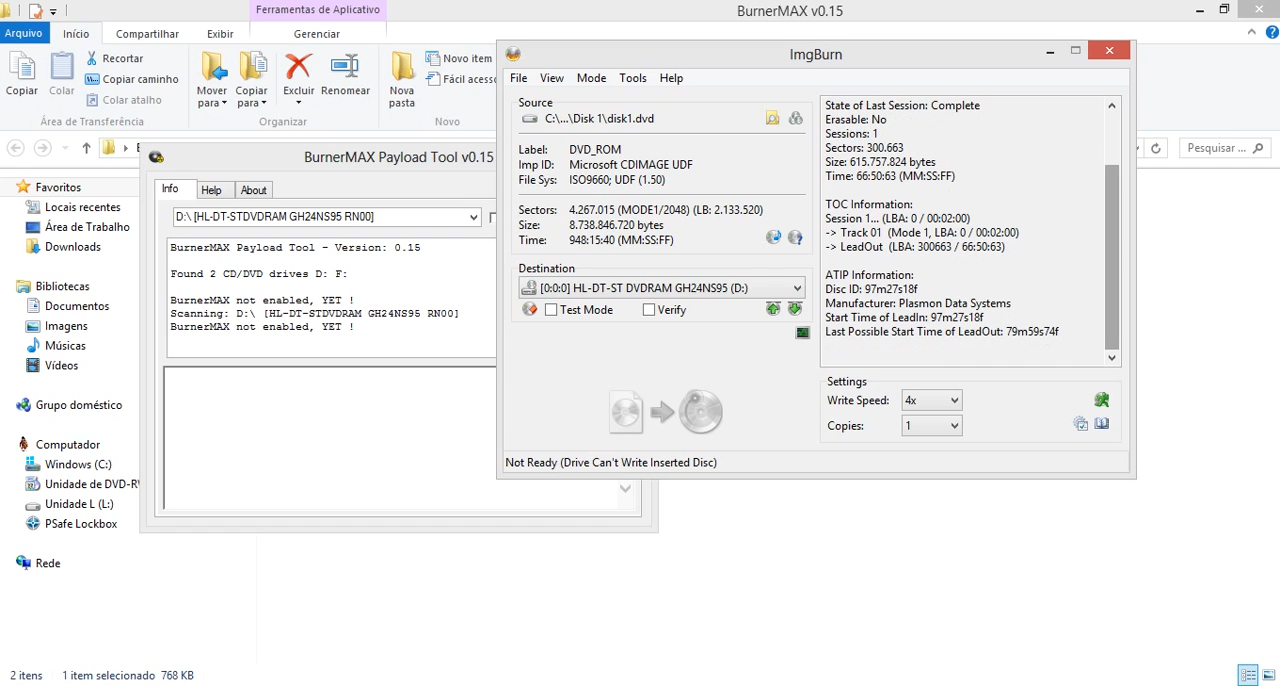 Ferramentas de Aplicativo
BurnerMAX v0.15
Arquivo
Início
Compartilhar
Exibir
Gerenciar
Copiar
Colar
Recortar
Copiar caminho
Colar atalho
Área de Transferência
Mover para
Copiar para
Excluir
Renomear
Organizar
Nova pasta
Novo item
Fácil acesso
Novo
Pesquisar ...
Favoritos
Locais recentes
Área de Trabalho
Downloads
Bibliotecas
Documentos
Imagens
Músicas
Vídeos
Grupo doméstico
Computador
Windows (C:)
Unidade de DVD-R
Unidade L (L:)
PSafe Lockbox
Rede
2 itens
1 item selecionado 768 KB
BurnerMAX Payload Tool v0.15
Info
Help
About
D:\ [HL-DT-STDVDRAM GH24NS95 RN00]
BurnerMAX Payload Tool - Version: 0.15
Found 2 CD/DVD drives D: F:
BurnerMAX not enabled, YET !
Scanning: D:\ [HL-DT-STDVDRAM GH24NS95 RN00]
BurnerMAX not enabled, YET !
ImgBurn
File View Mode Tools Help
Source
C:\...\Disk 1\disk1.dvd
Label: DVD_ROM
Imp ID: Microsoft CDIMAGE UDF
File Sys: ISO9660; UDF (1.50)
Sectors: 4.267.015 (MODE1/2048) (LB: 2.133.520)
Size: 8.738.846.720 bytes
Time: 948:15:40 (MM:SS:FF)
Destination
[0:0:0] HL-DT-ST DVDRAM GH24NS95 (D:)
Test Mode
Verify
Not Ready (Drive Can't Write Inserted Disc)
State of Last Session: Complete
Erasable: No
Sessions: 1
Sectors: 300.663
Size: 615.757.824 bytes
Time: 66:50:63 (MM:SS:FF)
TOC Information:
Session 1... (LBA: 0 / 00:02:00)
-> Track 01 (Mode 1, LBA: 0 / 00:02:00)
-> LeadOut (LBA: 300663 / 66:50:63)
ATIP Information:
Disc ID: 97m27s18f
Manufacturer: Plasmon Data Systems
Start Time of LeadIn: 97m27s18f
Last Possible Start Time of LeadOut: 79m59s74f
Settings
Write Speed: 4x
Copies: 1